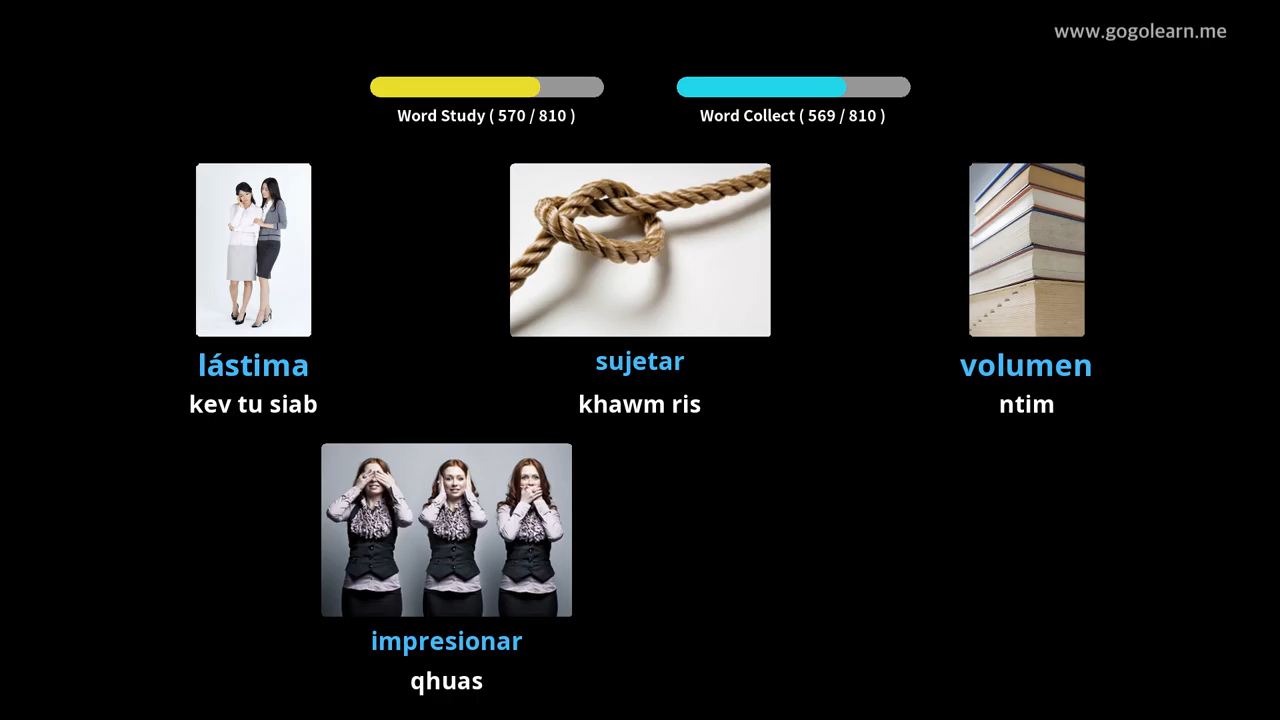 www.gogolearn.me
Word Study ( 570 / 810 )
Word Collect ( 569 / 810 )
lástima
kev tu siab
sujetar
khawm ris
volumen
ntim
impresionar
qhuas